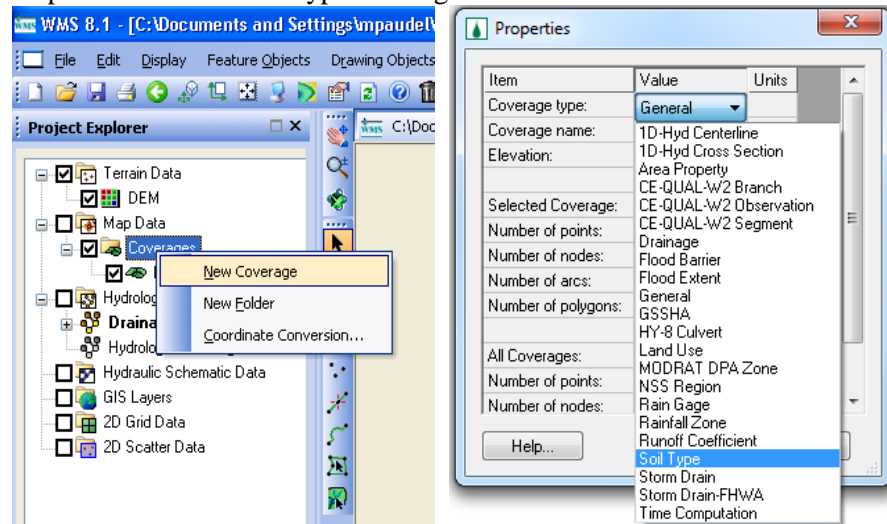 WMS 8.1 - [C:\Documents and Settings\mpaudel\
File Edit Display Feature Objects Drawing Objects
Project Explorer
C:\Doc
Terrain Data
DEM
Map Data
Coverages
New Coverage
New Folder
Coordinate Conversion...
Hydrolog
Draina
Hydrolo
Hydraulic Schematic Data
GIS Layers
2D Grid Data
2D Scatter Data
Properties
Item Value Units
Coverage type: General
Coverage name:
Elevation:
Selected Coverage:
Number of points:
Number of nodes:
Number of arcs:
Number of polygons:
All Coverages:
Number of points:
Number of nodes:
1D-Hyd Centerline
1D-Hyd Cross Section
Area Property
CE-QUAL-W2 Branch
CE-QUAL-W2 Observation
CE-QUAL-W2 Segment
Drainage
Flood Barrier
Flood Extent
General
GSSHA
HY-8 Culvert
Land Use
MODRAT DPA Zone
NSS Region
Rain Gage
Rainfall Zone
Runoff Coefficient
Soil Type
Storm Drain
Storm Drain-FHWA
Time Computation
Help...